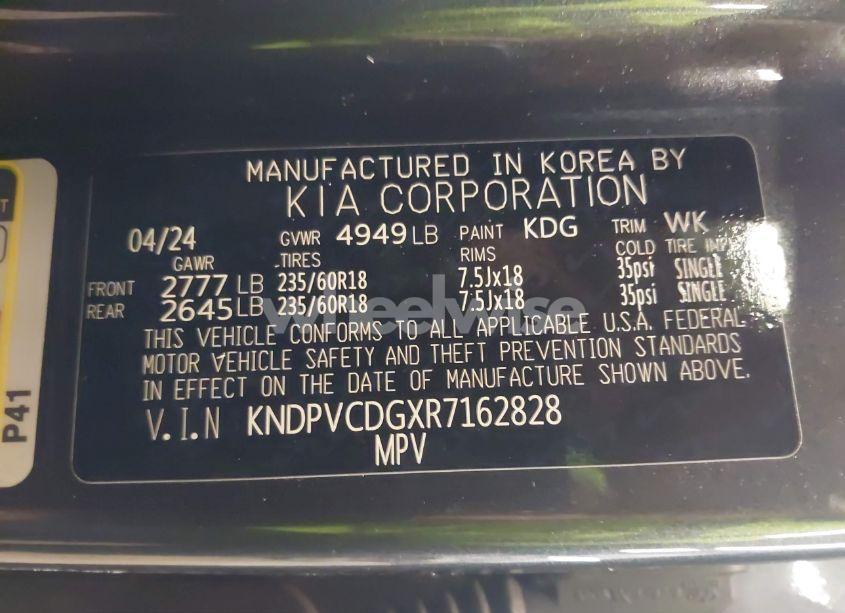 MANUFACTURED IN KOREA BY
KIA CORPORATION
04/24 GVWR 4949 LB PAINT KDG TRIM WK
GAWR TIRES RIMS COLD TIRE INF
FRONT 2777 LB 235/60R18 7.5Jx18 35psi SINGLE
REAR 2645 LB 235/60R18 7.5Jx18 35psi SINGLE
wheelwise
THIS VEHICLE CONFORMS TO ALL APPLICABLE U.S.A. FEDERAL
MOTOR VEHICLE SAFETY AND THEFT PREVENTION STANDARDS
IN EFFECT ON THE DATE OF MANUFACTURE SHOWN ABOVE.
V.I.N KNDPVCDGXR7162828
MPV
P41